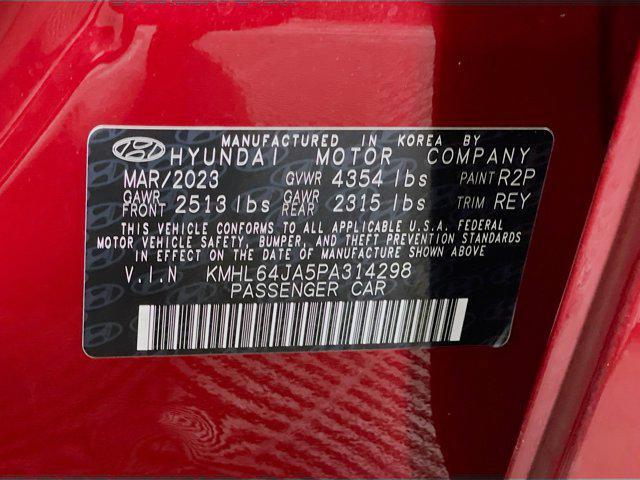 MANUFACTURED IN KOREA BY
HYUNDAI MOTOR COMPANY
MAR/2023 GVWR 4354 lbs PAINT R2P
GAWR FRONT 2513 lbs GAWR REAR 2315 lbs TRIM REY
THIS VEHICLE CONFORMS TO ALL APPLICABLE U.S.A. FEDERAL
MOTOR VEHICLE SAFETY, BUMPER, AND THEFT PREVENTION STANDARDS
IN EFFECT ON THE DATE OF MANUFACTURE SHOWN ABOVE
V.I.N KMHL64JA5PA314298
PASSENGER CAR